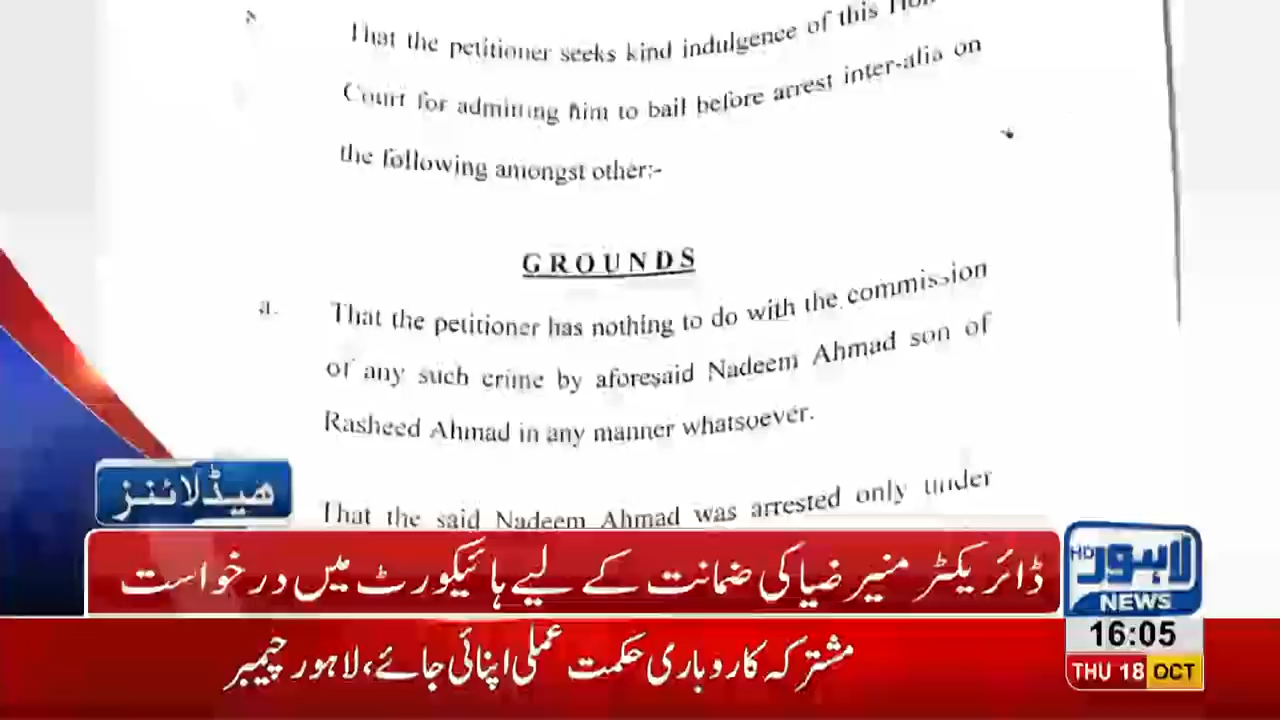 That the petitioner seeks kind indulgence of this Hon
Court for admitting him to bail before arrest inter-alia on
the following amongst other:-
GROUNDS
a. That the petitioner has nothing to do with the commission
of any such crime by aforesaid Nadeem Ahmad son of
Rasheed Ahmad in any manner whatsoever.
That the said Nadeem Ahmad was arrested only under
ہیڈلائنز
ڈائریکٹر منیر ضیا کی ضمانت کے لیے ہائیکورٹ میں درخواست
لاہور HD
NEWS
مشترکہ کاروباری حکمت عملی اپنائی جائے، لاہور چیمبر
16:05
THU 18 OCT